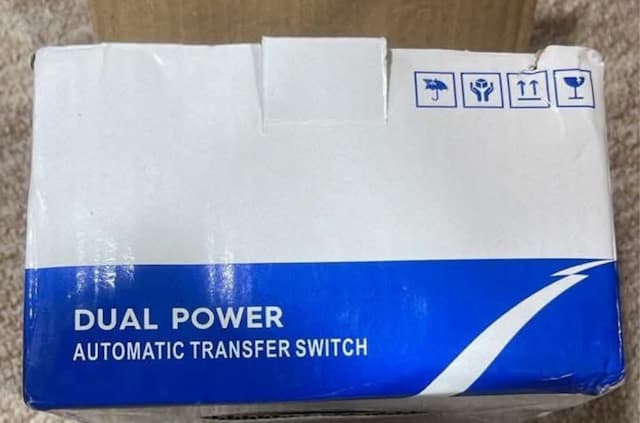 DUAL POWER
AUTOMATIC TRANSFER SWITCH